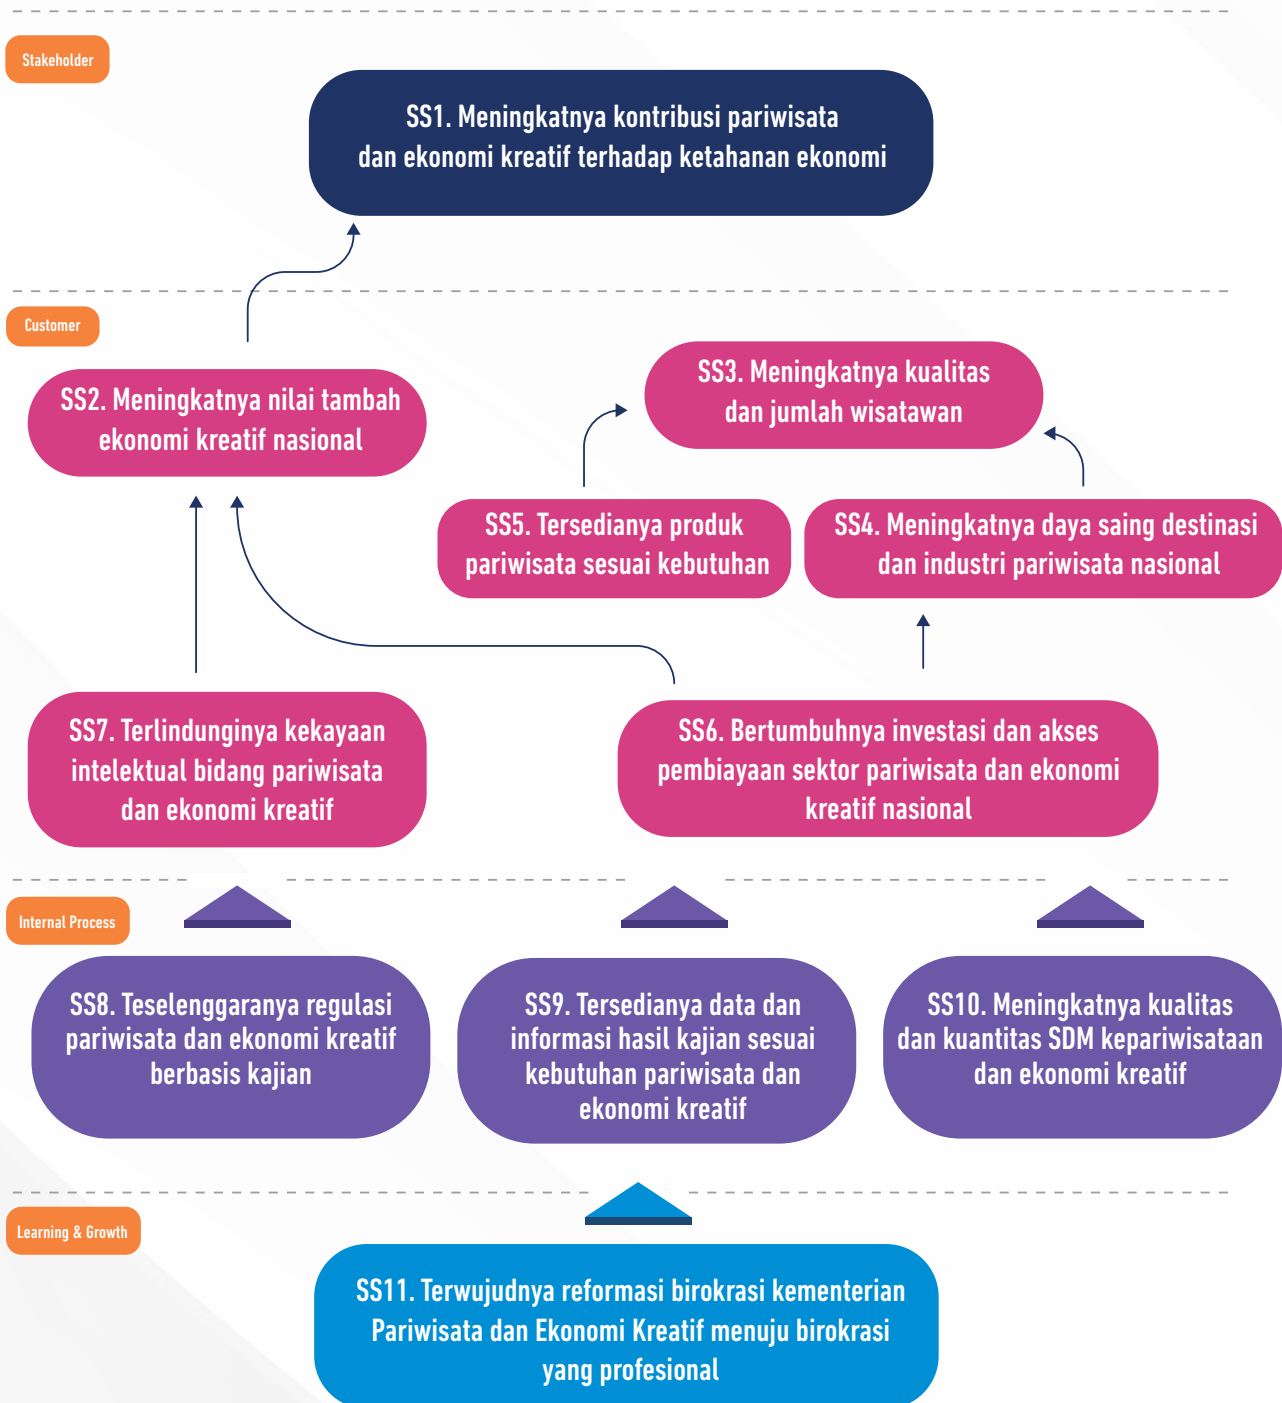 Stakeholder
SS1. Meningkatnya kontribusi pariwisata
dan ekonomi kreatif terhadap ketahanan ekonomi
Customer
SS2. Meningkatnya nilai tambah
ekonomi kreatif nasional
SS3. Meningkatnya kualitas
dan jumlah wisatawan
SS5. Tersedianya produk
pariwisata sesuai kebutuhan
SS4. Meningkatnya daya saing destinasi
dan industri pariwisata nasional
SS7. Terlindunginya kekayaan
intelektual bidang pariwisata
dan ekonomi kreatif
SS6. Bertumbuhnya investasi dan akses
pembiayaan sektor pariwisata dan ekonomi
kreatif nasional
Internal Process
SS8. Teselenggaranya regulasi
pariwisata dan ekonomi kreatif
berbasis kajian
SS9. Tersedianya data dan
informasi hasil kajian sesuai
kebutuhan pariwisata dan
ekonomi kreatif
SS10. Meningkatnya kualitas
dan kuantitas SDM kepariwisataan
dan ekonomi kreatif
Learning & Growth
SS11. Terwujudnya reformasi birokrasi kementerian
Pariwisata dan Ekonomi Kreatif menuju birokrasi
yang profesional